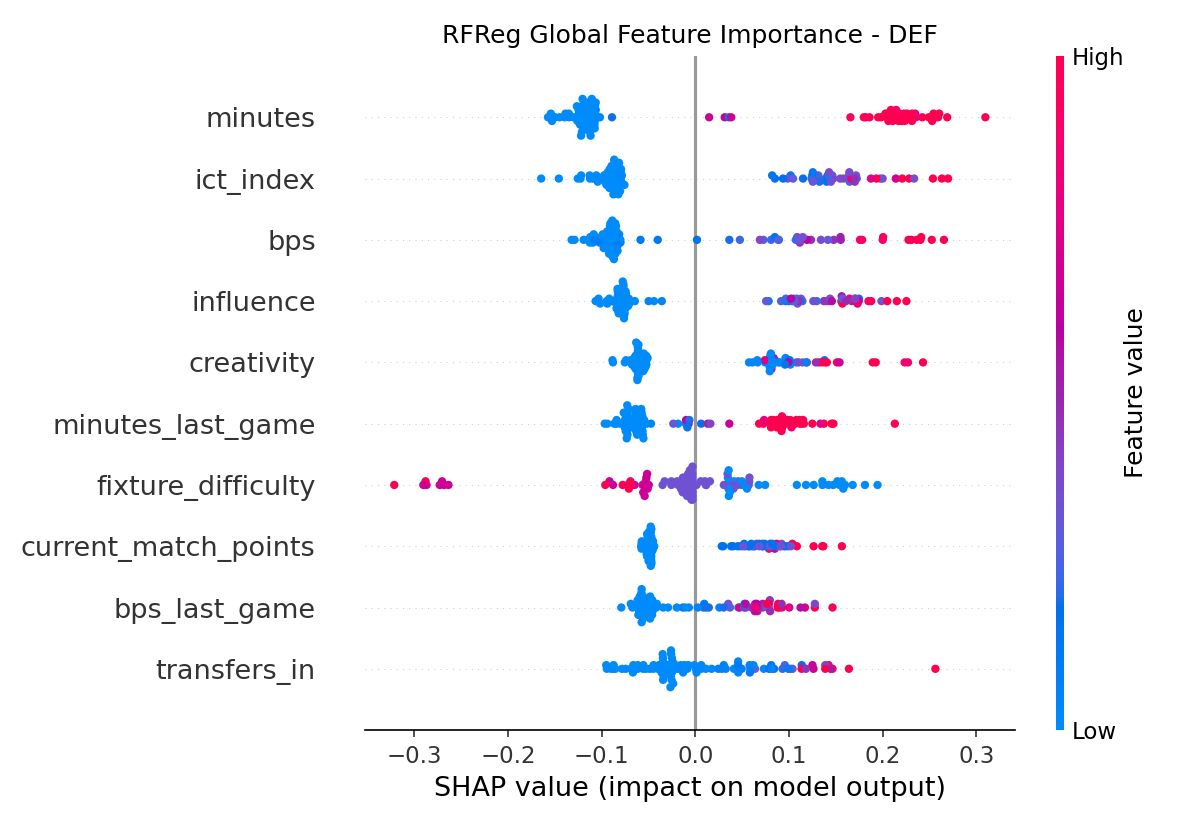 RFReg Global Feature Importance - DEF
High
minutes
ict_index
bps
influence
creativity
minutes_last_game
fixture_difficulty
current_match_points
bps_last_game
transfers_in
Feature value
Low
−0.3 −0.2 −0.1 0.0 0.1 0.2 0.3
SHAP value (impact on model output)